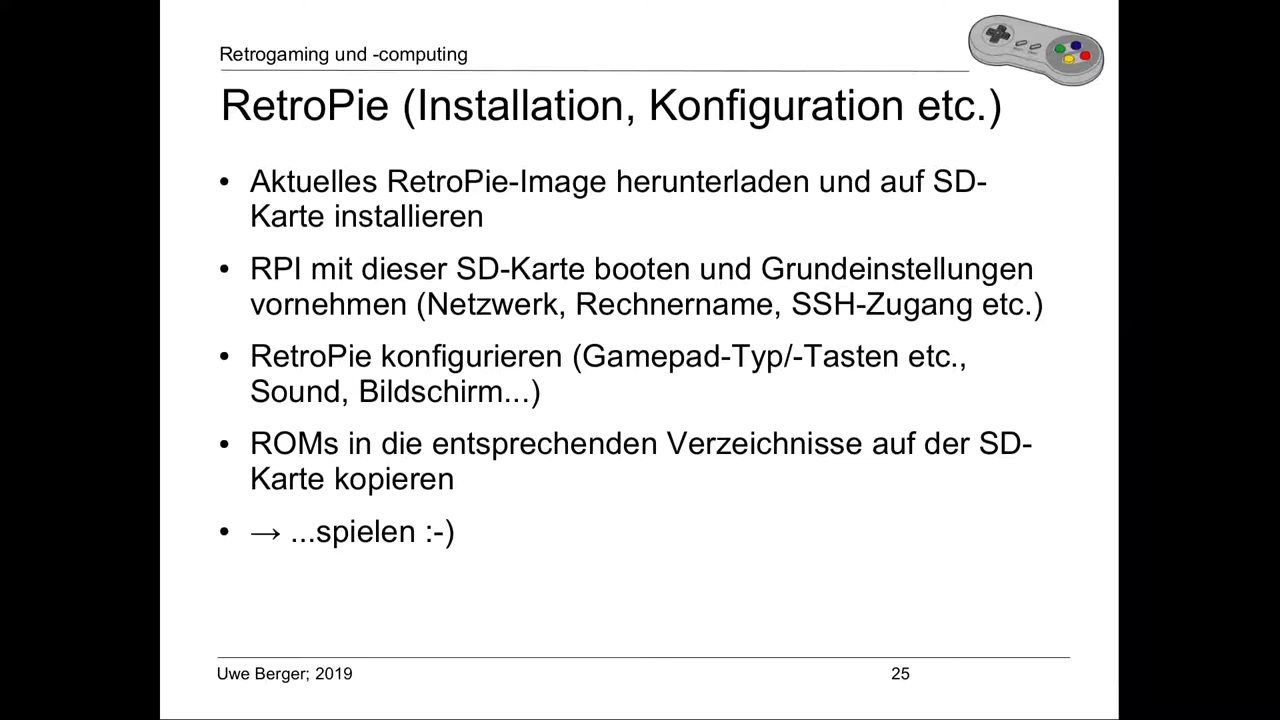 Retrogaming und -computing
RetroPie (Installation, Konfiguration etc.)
• Aktuelles RetroPie-Image herunterladen und auf SD-
Karte installieren
• RPI mit dieser SD-Karte booten und Grundeinstellungen
vornehmen (Netzwerk, Rechnername, SSH-Zugang etc.)
• RetroPie konfigurieren (Gamepad-Typ/-Tasten etc.,
Sound, Bildschirm...)
• ROMs in die entsprechenden Verzeichnisse auf der SD-
Karte kopieren
• → ...spielen :-)
Uwe Berger; 2019
25